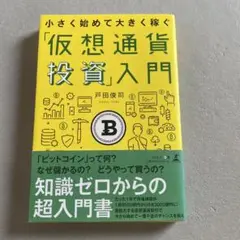 小さく始めて大きく稼ぐ
「仮想通貨
投資」入門
戸田俊司
B
「ビットコイン」って何?
なぜ儲かるの? どうやって買うの?
知識ゼロからの
超入門書